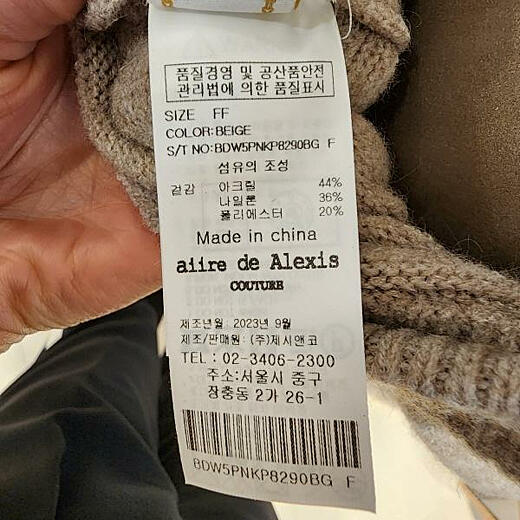 품질경영 및 공산품안전
관리법에 의한 품질표시
SIZE FF
COLOR:BEIGE
S/T NO:BDW5PNKP8290BG F
섬유의 조성
겉감 아크릴 44%
나일론 36%
폴리에스터 20%
Made in china
aiire de Alexis
COUTURE
제조년월: 2023년 9월
제조/판매원: (주)제시앤코
TEL : 02-3406-2300
주소:서울시 중구
장충동 2가 26-1
BDW5PNKP8290BG F